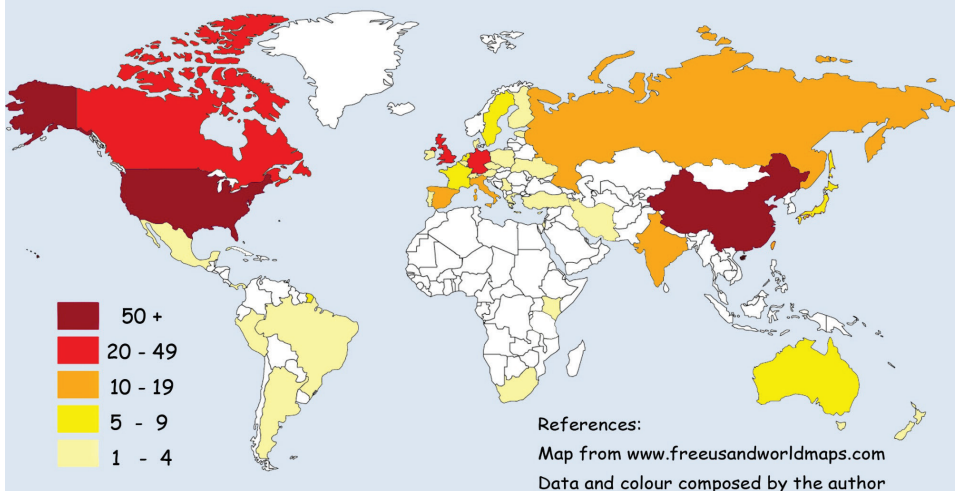 50 +
20 - 49
10 - 19
5 - 9
1 - 4
References:
Map from www.freeusandworldmaps.com
Data and colour composed by the author